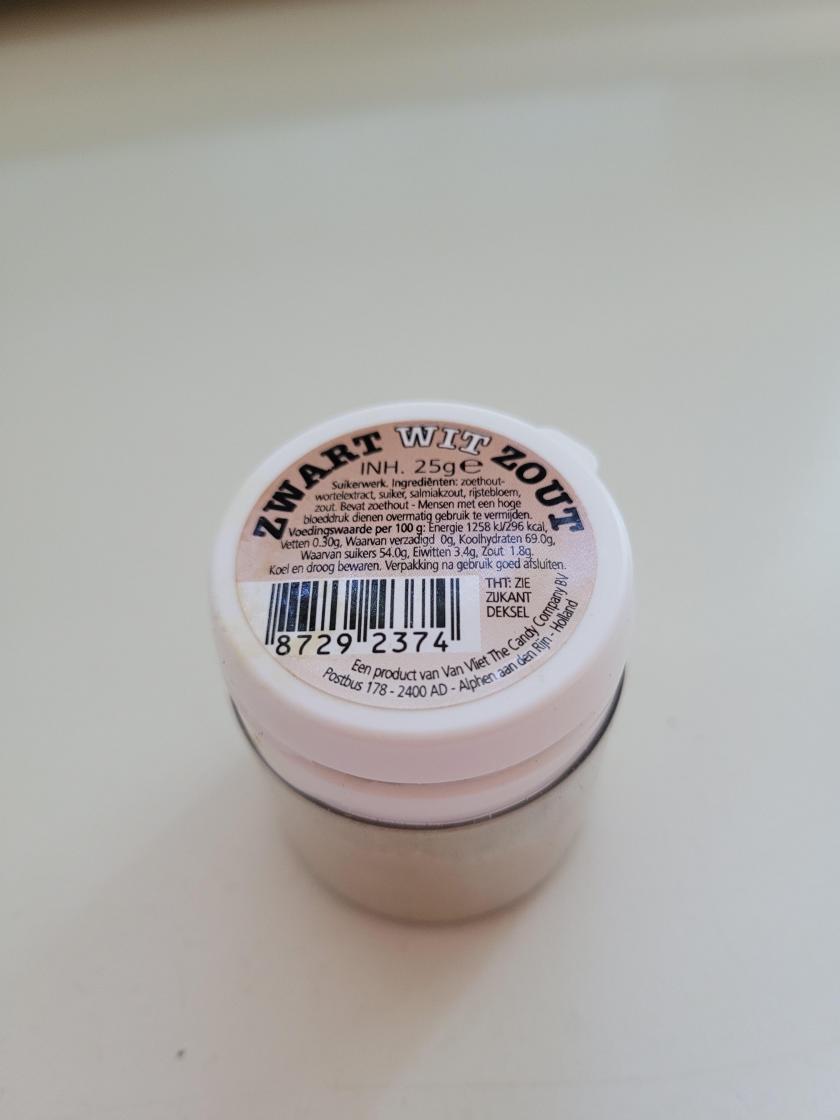 ZWART WIT ZOUT
INH. 25g ℮
Suikerwerk. Ingrediënten: zoethout-
wortelextract, suiker, salmiakzout, rijstebloem,
zout. Bevat zoethout - Mensen met een hoge
bloeddruk dienen overmatig gebruik te vermijden.
Voedingswaarde per 100 g: Energie 1258 kJ/296 kcal,
Vetten 0.30g, Waarvan verzadigd 0g, Koolhydraten 69.0g,
Waarvan suikers 54.0g, Eiwitten 3.4g, Zout 1.8g.
Koel en droog bewaren. Verpakking na gebruik goed afsluiten.
THT: ZIE
ZIJKANT
DEKSEL
8729 2374
Een product van Van Vliet The Candy Company BV
Postbus 178 - 2400 AD - Alphen aan den Rijn - Holland